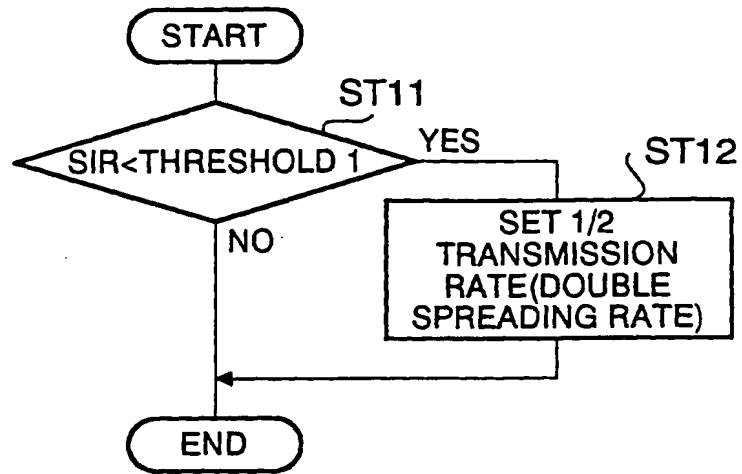 START
ST11
SIR<THRESHOLD 1
YES
ST12
SET 1/2
TRANSMISSION
RATE(DOUBLE
SPREADING RATE)
NO
END